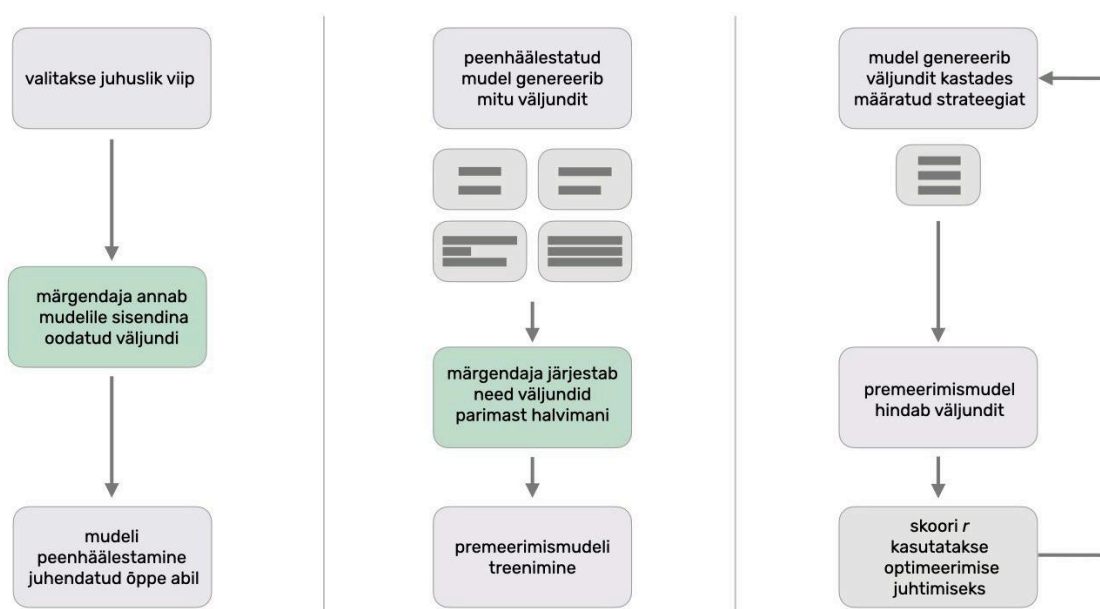 valitakse juhuslik viip
märgendaja annab
mudelile sisendina
oodatud väljundi
mudeli
peenhäälestamine
juhendatud õppe abil
peenhäälestatud
mudel genereerib
mitu väljundit
märgendaja järjestab
need väljundid
parimast halvimani
premeerimismudeli
treenimine
mudel genereerib
väljundit kastades
määratud strateegiat
premeerimismudel
hindab väljundit
skoori r
kasutatakse
optimeerimise
juhtimiseks